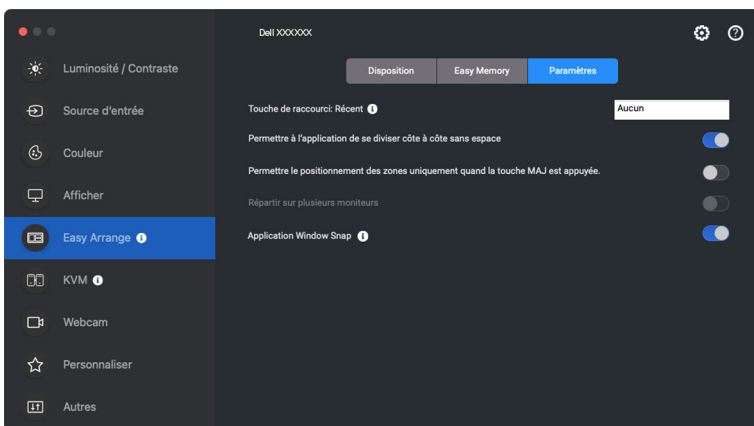 Dell XXXXXX
Luminosité / Contraste
Source d'entrée
Couleur
Afficher
Easy Arrange
KVM
Webcam
Personnaliser
Autres
Disposition
Easy Memory
Paramètres
Touche de raccourci: Récent
Aucun
Permettre à l'application de se diviser côte à côte sans espace
Permettre le positionnement des zones uniquement quand la touche MAJ est appuyée.
Répartir sur plusieurs moniteurs
Application Window Snap